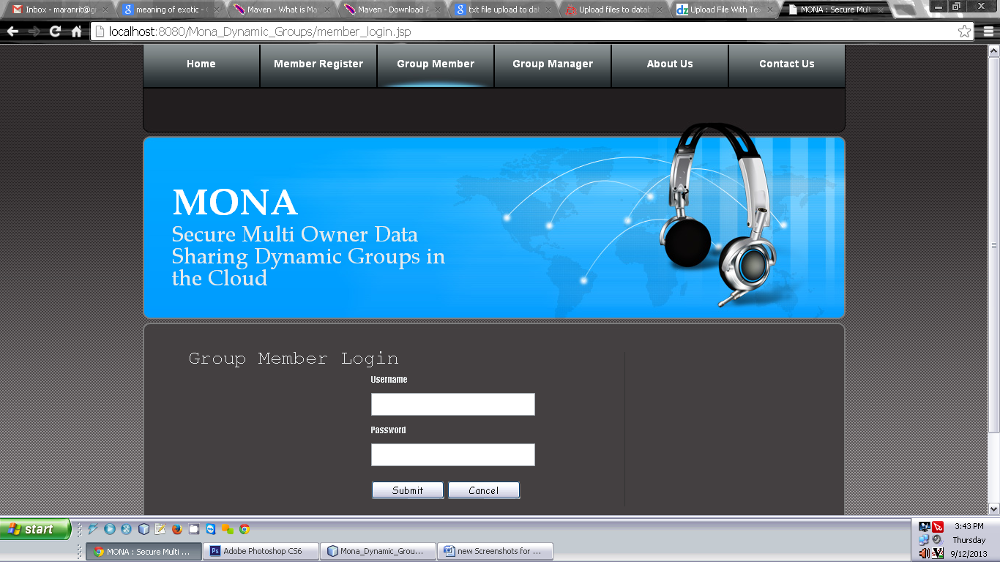 Inbox - maranrit@g
meaning of exotic -
Maven - What is Ma
Maven - Download A
txt file upload to dat
Upload files to datab
Upload File With Te
MONA : Secure Mult
localhost:8080/Mona_Dynamic_Groups/member_login.jsp
Home
Member Register
Group Member
Group Manager
About Us
Contact Us
MONA
Secure Multi Owner Data
Sharing Dynamic Groups in
the Cloud
Group Member Login
Username
Password
Submit
Cancel
start
3:43 PM
Thursday
9/12/2013
MONA : Secure Multi ...
Adobe Photoshop CS6
Mona_Dynamic_Grou...
new Screenshots for ...